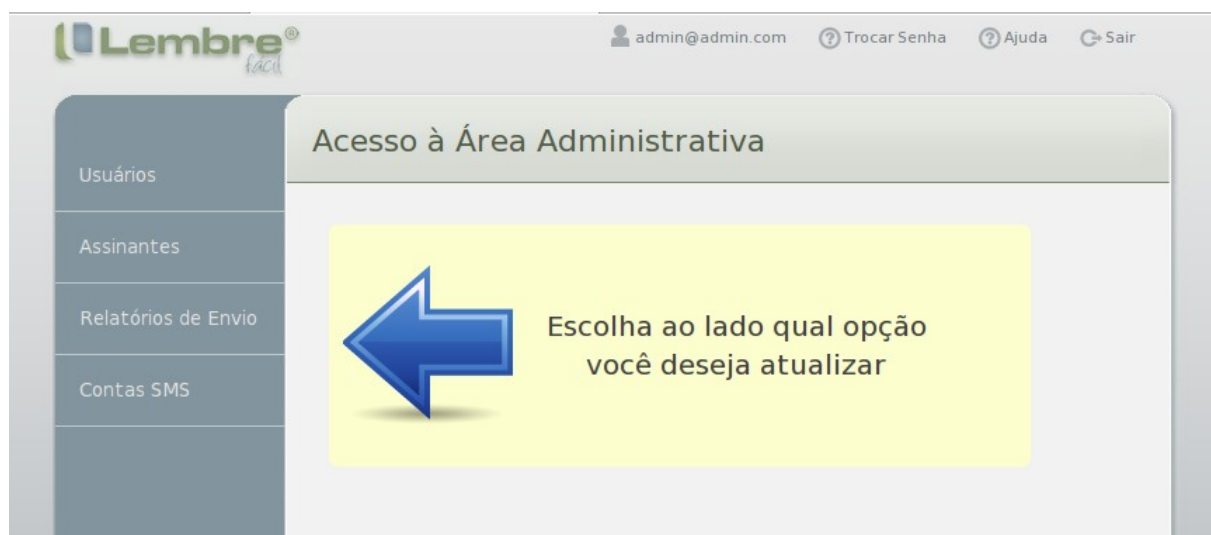 Lembre®
fácil
admin@admin.com
Trocar Senha
Ajuda
Sair
Acesso à Área Administrativa
Usuários
Assinantes
Relatórios de Envio
Contas SMS
Escolha ao lado qual opção
você deseja atualizar